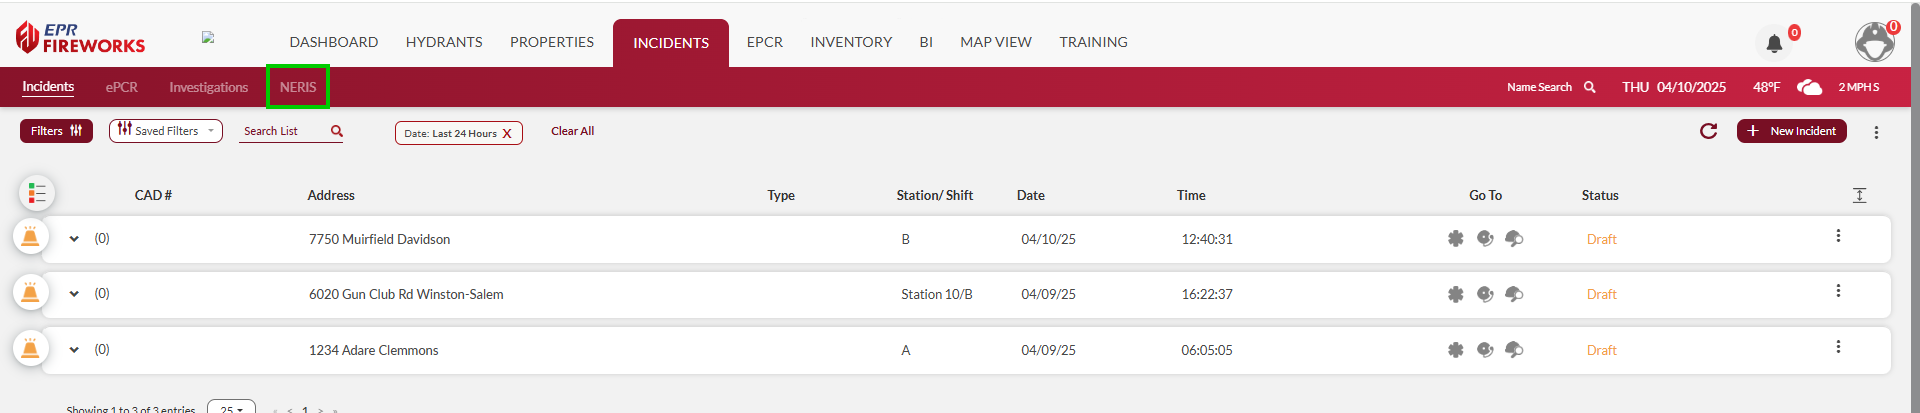 EPR
FIREWORKS
DASHBOARD HYDRANTS PROPERTIES INCIDENTS EPCR INVENTORY BI MAP VIEW TRAINING 0 0
Incidents ePCR Investigations NERIS Name Search THU 04/10/2025 48°F 2 MPH S
Filters Saved Filters Search List Date: Last 24 Hours X Clear All + New Incident
CAD # Address Type Station/ Shift Date Time Go To Status
(0) 7750 Muirfield Davidson B 04/10/25 12:40:31 Draft
(0) 6020 Gun Club Rd Winston-Salem Station 10/B 04/09/25 16:22:37 Draft
(0) 1234 Adare Clemmons A 04/09/25 06:05:05 Draft
Showing 1 to 3 of 3 entries 25 « < 1 > »